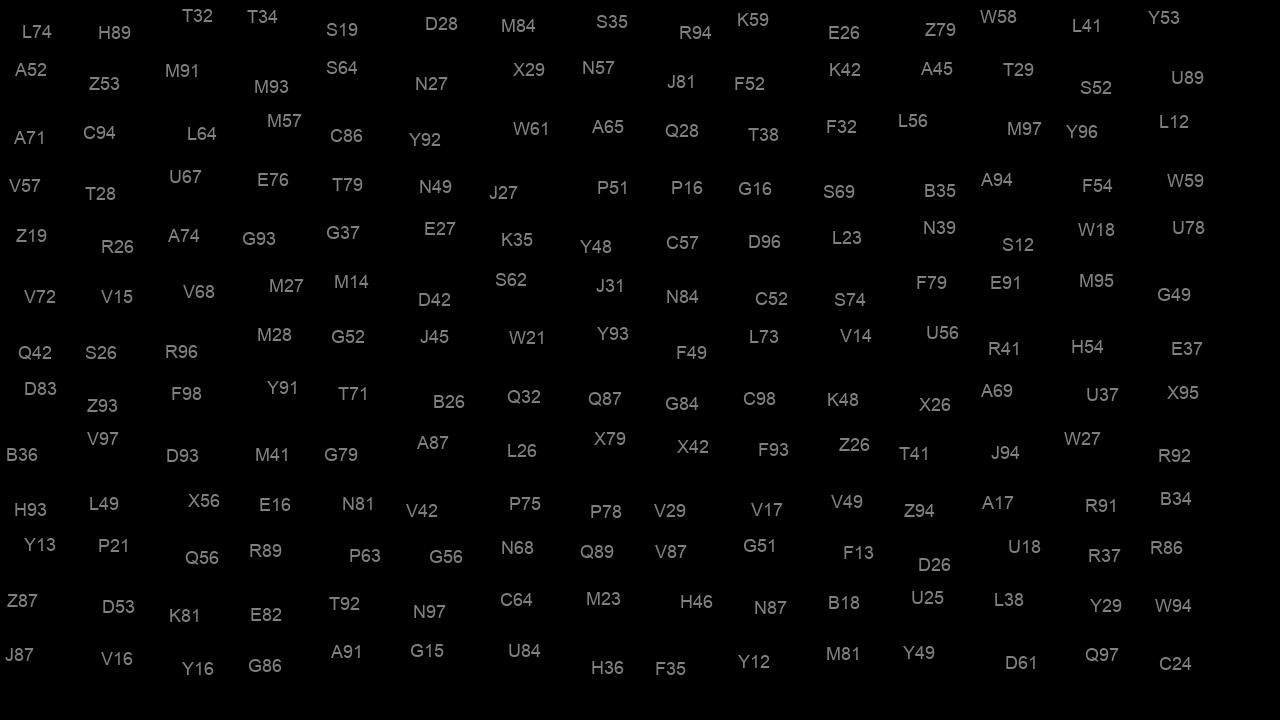 L74 H89 T32 T34 S19 D28 M84 S35 R94 K59 E26 Z79 W58 L41 Y53
A52 Z53 M91 M93 S64 N27 X29 N57 J81 F52 K42 A45 T29 S52 U89
A71 C94 L64 M57 C86 Y92 W61 A65 Q28 T38 F32 L56 M97 Y96 L12
V57 T28 U67 E76 T79 N49 J27 P51 P16 G16 S69 B35 A94 F54 W59
Z19 R26 A74 G93 G37 E27 K35 Y48 C57 D96 L23 N39 S12 W18 U78
V72 V15 V68 M27 M14 D42 S62 J31 N84 C52 S74 F79 E91 M95 G49
Q42 S26 R96 M28 G52 J45 W21 Y93 F49 L73 V14 U56 R41 H54 E37
D83 Z93 F98 Y91 T71 B26 Q32 Q87 G84 C98 K48 X26 A69 U37 X95
B36 V97 D93 M41 G79 A87 L26 X79 X42 F93 Z26 T41 J94 W27 R92
H93 L49 X56 E16 N81 V42 P75 P78 V29 V17 V49 Z94 A17 R91 B34
Y13 P21 Q56 R89 P63 G56 N68 Q89 V87 G51 F13 D26 U18 R37 R86
Z87 D53 K81 E82 T92 N97 C64 M23 H46 N87 B18 U25 L38 Y29 W94
J87 V16 Y16 G86 A91 G15 U84 H36 F35 Y12 M81 Y49 D61 Q97 C24